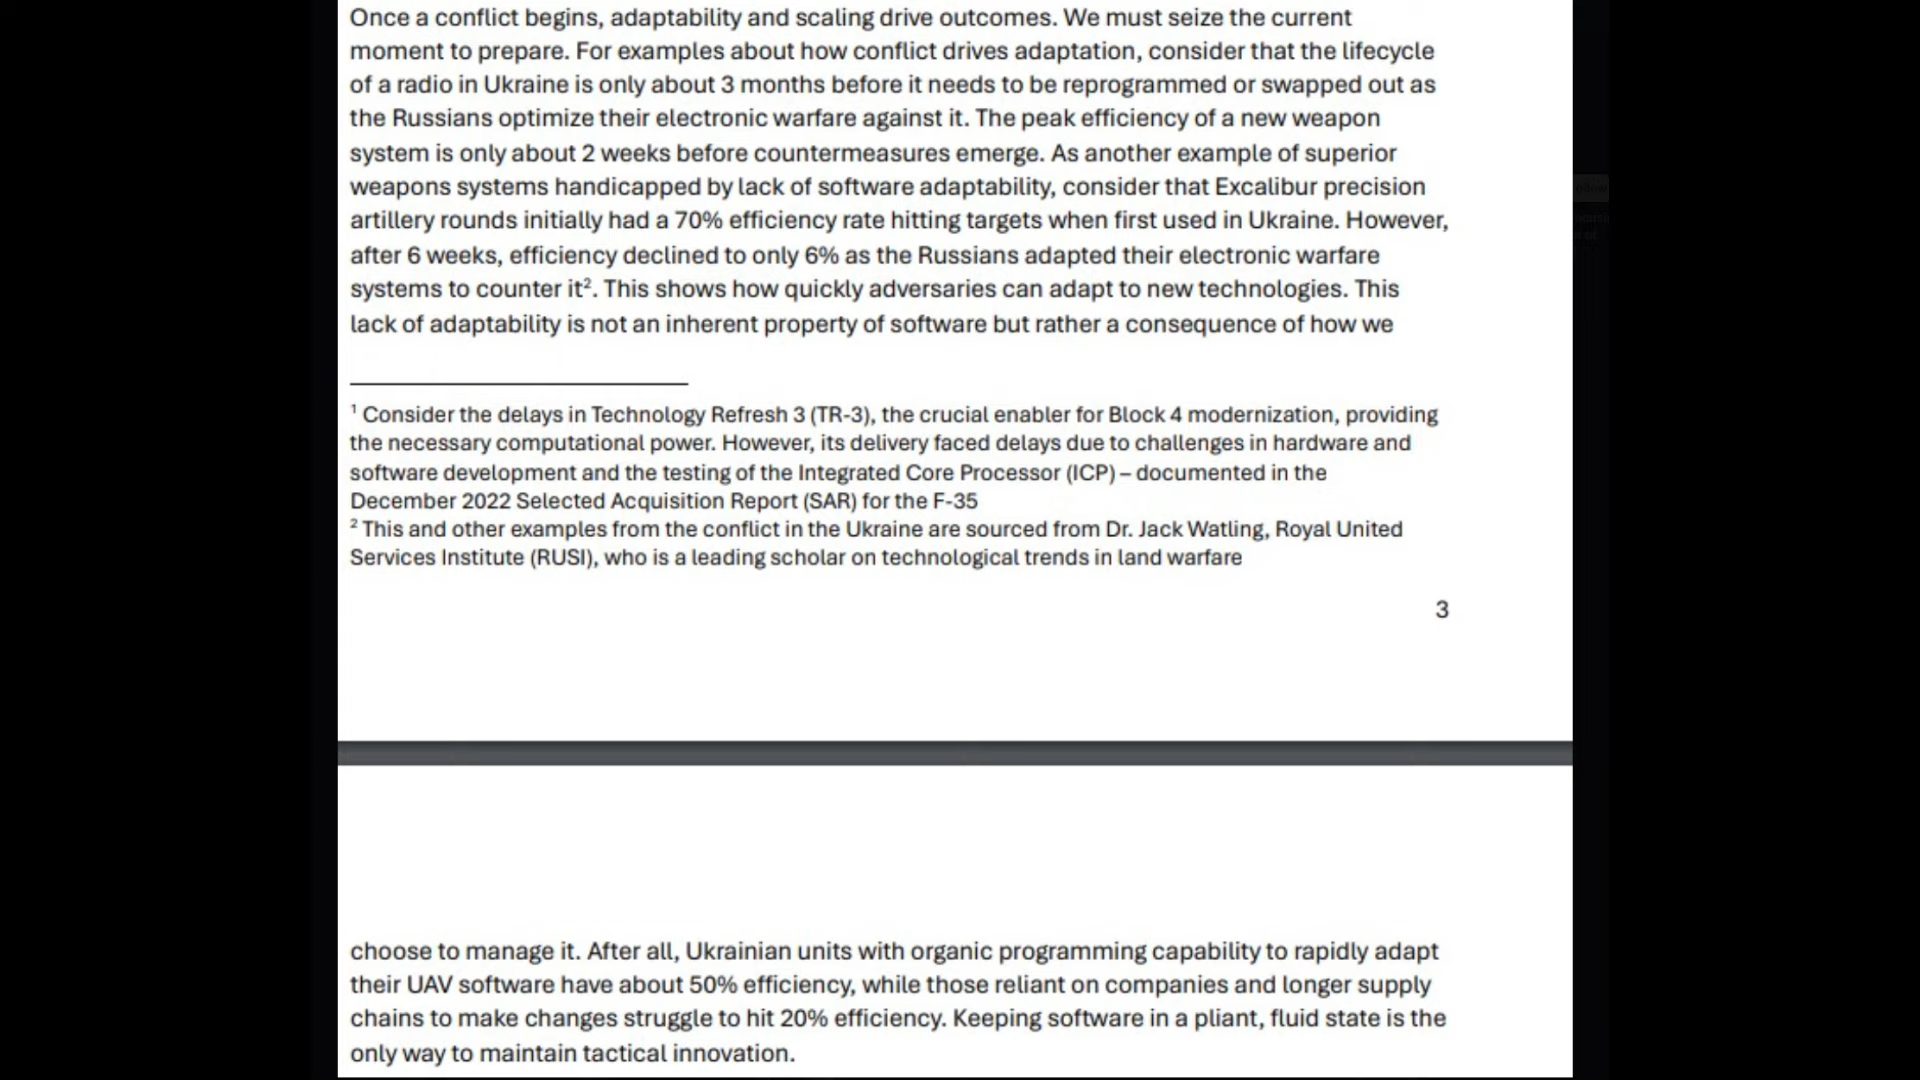 Once a conflict begins, adaptability and scaling drive outcomes. We must seize the current
moment to prepare. For examples about how conflict drives adaptation, consider that the lifecycle
of a radio in Ukraine is only about 3 months before it needs to be reprogrammed or swapped out as
the Russians optimize their electronic warfare against it. The peak efficiency of a new weapon
system is only about 2 weeks before countermeasures emerge. As another example of superior
weapons systems handicapped by lack of software adaptability, consider that Excalibur precision
artillery rounds initially had a 70% efficiency rate hitting targets when first used in Ukraine. However,
after 6 weeks, efficiency declined to only 6% as the Russians adapted their electronic warfare
systems to counter it². This shows how quickly adversaries can adapt to new technologies. This
lack of adaptability is not an inherent property of software but rather a consequence of how we
¹ Consider the delays in Technology Refresh 3 (TR-3), the crucial enabler for Block 4 modernization, providing
the necessary computational power. However, its delivery faced delays due to challenges in hardware and
software development and the testing of the Integrated Core Processor (ICP) – documented in the
December 2022 Selected Acquisition Report (SAR) for the F-35
² This and other examples from the conflict in the Ukraine are sourced from Dr. Jack Watling, Royal United
Services Institute (RUSI), who is a leading scholar on technological trends in land warfare
3
choose to manage it. After all, Ukrainian units with organic programming capability to rapidly adapt
their UAV software have about 50% efficiency, while those reliant on companies and longer supply
chains to make changes struggle to hit 20% efficiency. Keeping software in a pliant, fluid state is the
only way to maintain tactical innovation.